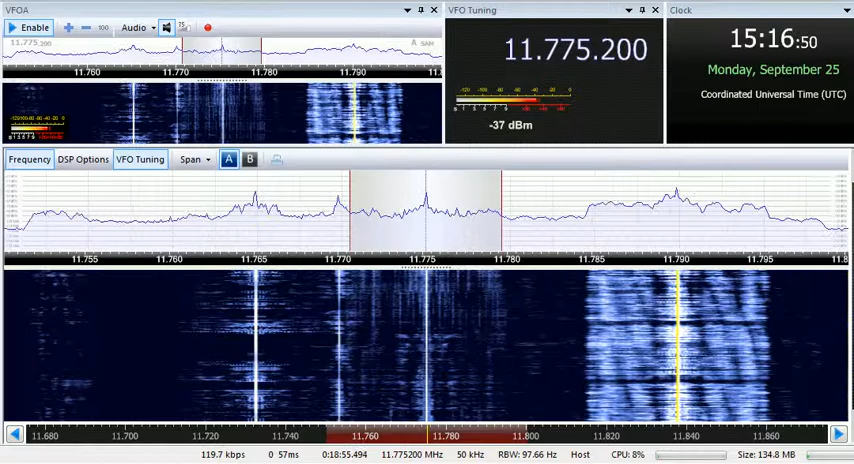 VFOA
VFO Tuning
Clock
Enable
100
Audio
75
11.775.200
A SAM
11.760 11.770 11.780 11.790
11.775.200
-37 dBm
15:16:50
Monday, September 25
Coordinated Universal Time (UTC)
Frequency DSP Options VFO Tuning Span A B
11.755 11.760 11.765 11.770 11.775 11.780 11.785 11.790 11.795 11.8
11.680 11.700 11.720 11.740 11.760 11.780 11.800 11.820 11.840 11.860
119.7 kbps 0 57ms 0:18:55.494 11.775200 MHz 50 kHz RBW: 97.66 Hz Host CPU: 8% Size: 134.8 MB